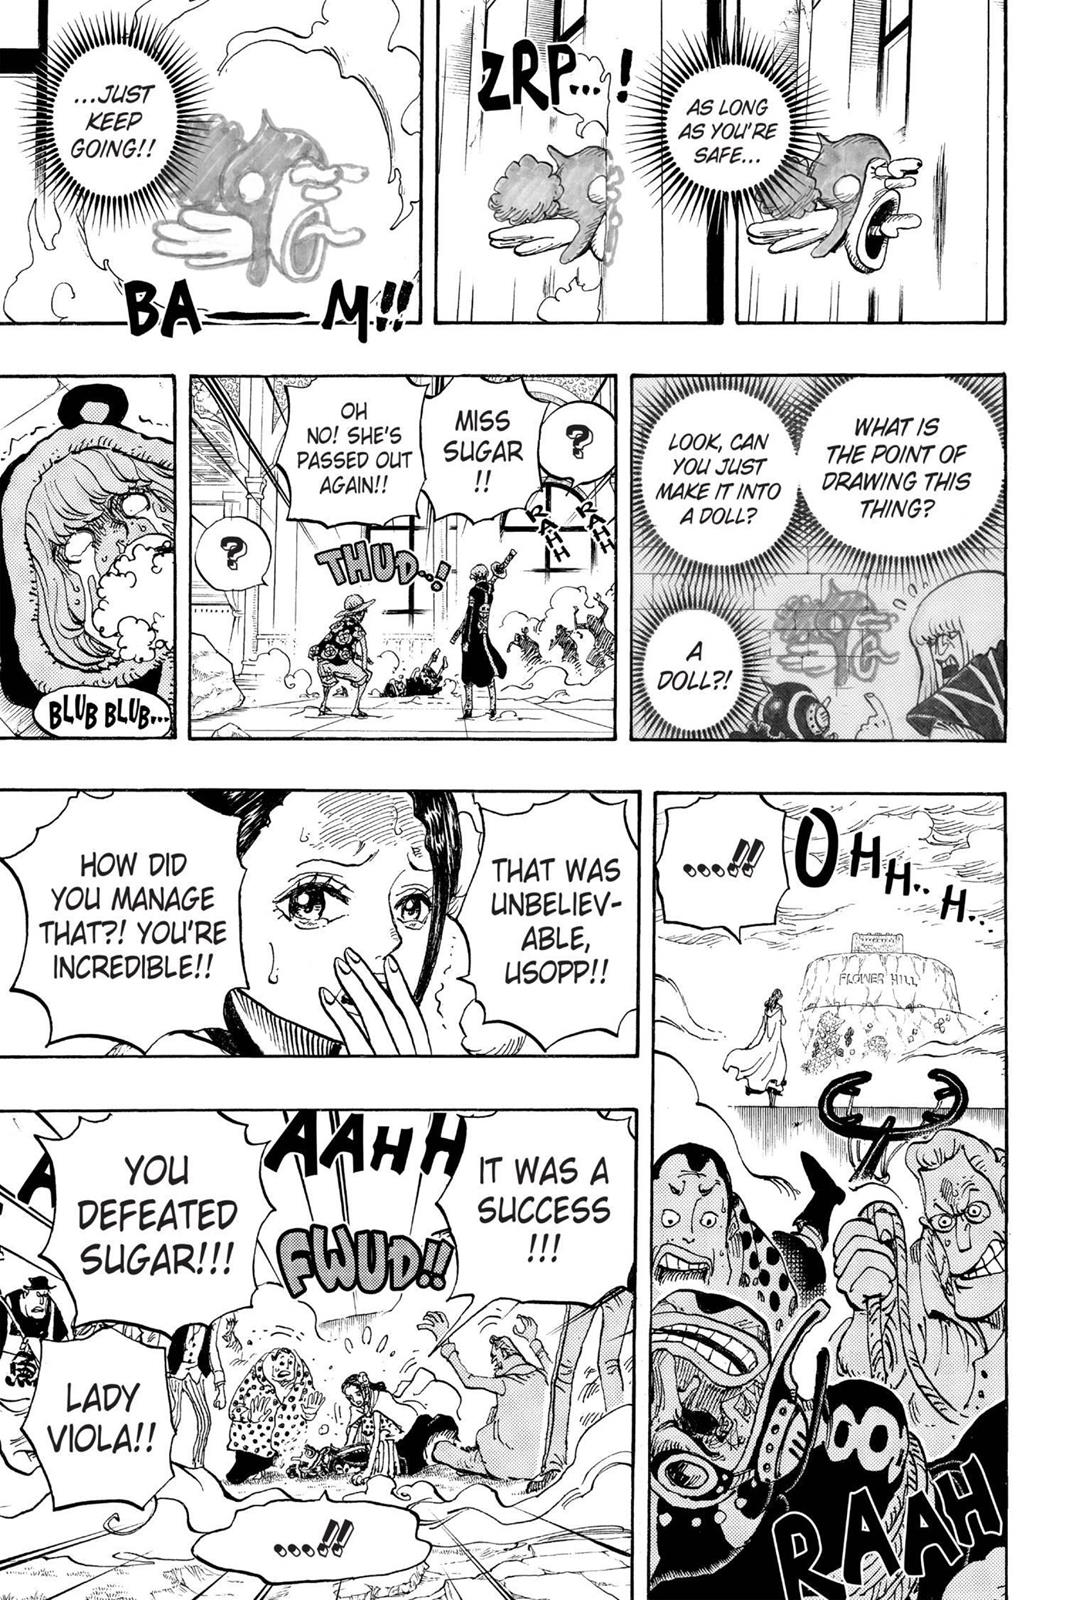 AS LONG
AS YOU'RE
SAFE...
ZRP...!
...JUST
KEEP
GOING!!
BA—M!!
WHAT IS
THE POINT OF
DRAWING THIS
THING?
LOOK, CAN
YOU JUST
MAKE IT INTO
A DOLL?
A
DOLL?!
?
MISS
SUGAR
!!
OH
NO! SHE'S
PASSED OUT
AGAIN!!
RAHH
RAHH
THUD...!
?
BLUB BLUB...
OHHH...H...
.....!!
FLOWER HILL
RAAH
THAT WAS
UNBELIEV-
ABLE,
USOPP!!
HOW DID
YOU MANAGE
THAT?! YOU'RE
INCREDIBLE!!
IT WAS A
SUCCESS
!!!
AAAHH
FWUD!!
YOU
DEFEATED
SUGAR!!!
LADY
VIOLA!!
....!!